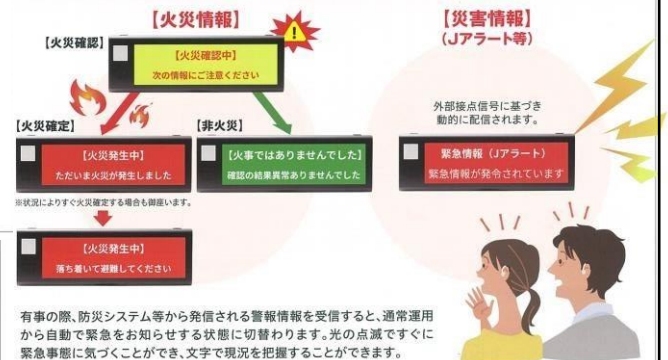 【火災情報】
【災害情報】
(Jアラート等)
【火災確認】
!
【火災確認中】
次の情報にご注意ください
外部接点信号に基づき
動的に配信されます。
【火災確定】
【非火災】
【火災発生中】
ただいま火災が発生しました
【火事ではありませんでした】
確認の結果異常ありませんでした
緊急情報(Jアラート)
緊急情報が発令されています
※状況によりすぐ火災確定する場合も御座います。
【火災発生中】
落ち着いて避難してください
有事の際、防災システム等から発信される警報情報を受信すると、通常運用
から自動で緊急をお知らせする状態に切替わります。光の点滅ですぐに
緊急事態に気づくことができ、文字で現況を把握することができます。